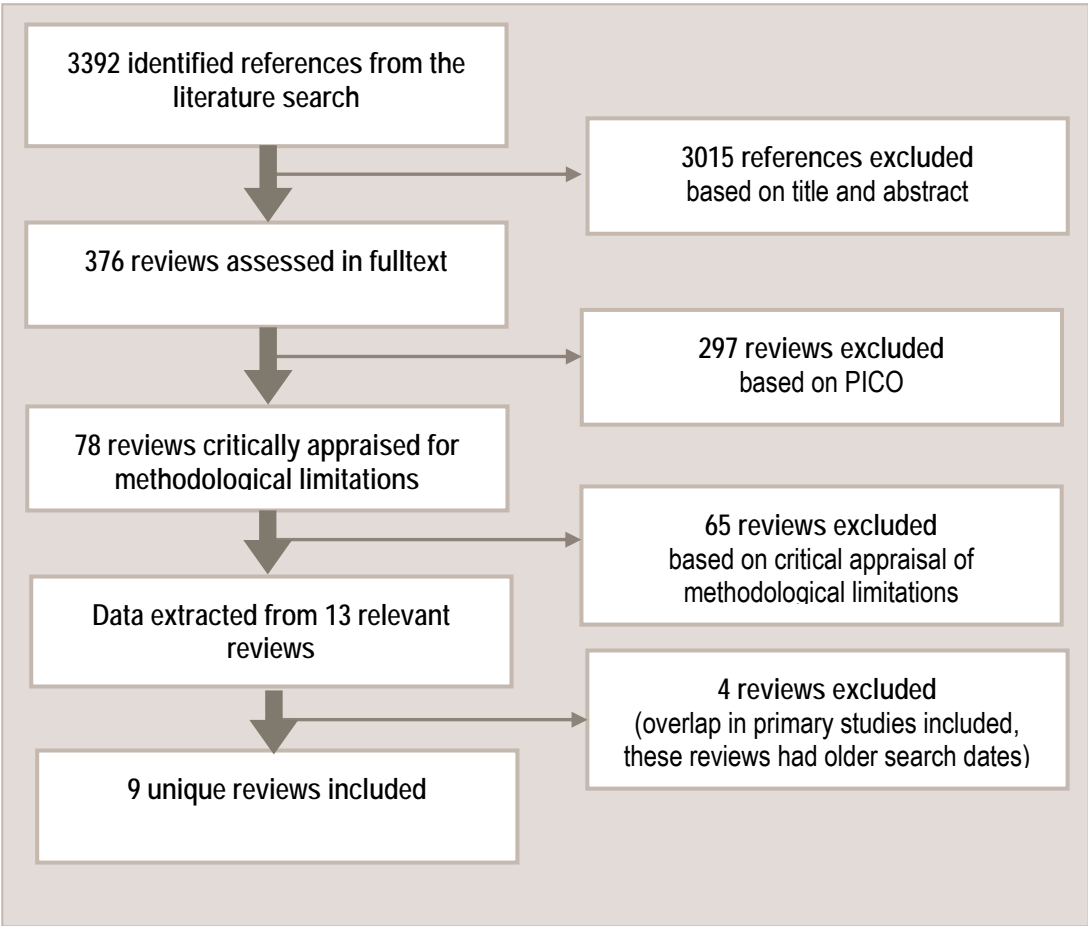 3392 identified references from the
literature search
3015 references excluded
based on title and abstract
376 reviews assessed in fulltext
297 reviews excluded
based on PICO
78 reviews critically appraised for
methodological limitations
65 reviews excluded
based on critical appraisal of
methodological limitations
Data extracted from 13 relevant
reviews
4 reviews excluded
(overlap in primary studies included,
these reviews had older search dates)
9 unique reviews included